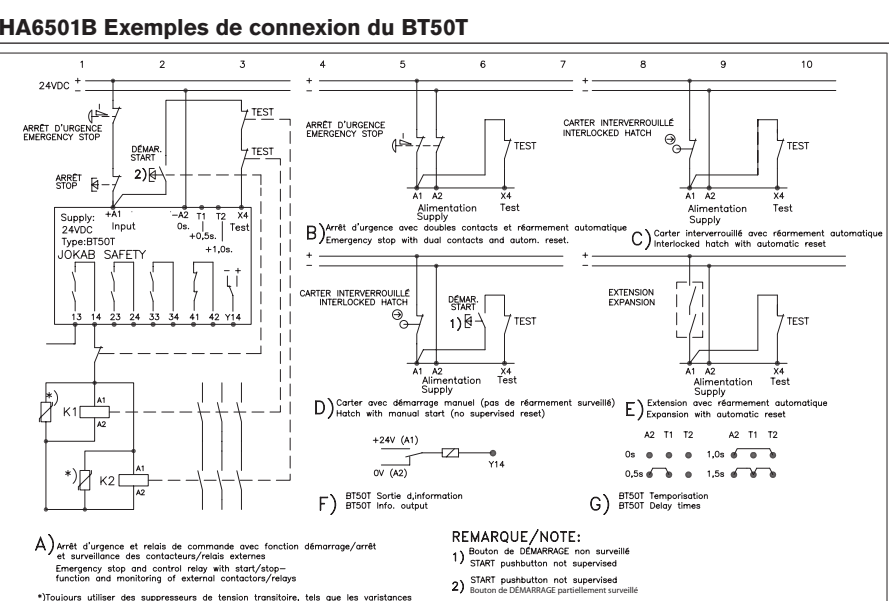 HA6501B Exemples de connexion du BT50T
1 2 3 4 5 6 7 8 9 10
24VDC + -
ARRÊT D'URGENCE
EMERGENCY STOP
TEST
DÉMAR.
START
2)
TEST
ARRÊT
STOP
+A1 -A2 T1 T2 X4
Supply:
24VDC
Type:BT50T
JOKAB SAFETY
Input
0s.
+0,5s.
+1,0s.
Test
- +
13 14 23 24 33 34 41 42 Y14
*) K1 A1 A2
*) K2 A1 A2
A) Arrêt d'urgence et relais de commande avec fonction démarrage/arrêt
et surveillance des contacteurs/relais externes
Emergency stop and control relay with start/stop-
function and monitoring of external contactors/relays
*)Toujours utiliser des suppresseurs de tension transitoire, tels que les varistances
+ -
ARRÊT D'URGENCE
EMERGENCY STOP
TEST
A1 A2 X4
Alimentation Test
Supply
B) Arrêt d'urgence avec doubles contacts et réarmement automatique
Emergency stop with dual contacts and autom. reset.
+ -
CARTER INTERVERROUILLÉ
INTERLOCKED HATCH
TEST
A1 A2 X4
Alimentation Test
Supply
C) Carter interverrouillé avec réarmement automatique
Interlocked hatch with automatic reset
+ -
CARTER INTERVERROUILLÉ
INTERLOCKED HATCH
DÉMAR.
START
1)
TEST
A1 A2 X4
Alimentation Test
Supply
D) Carter avec démarrage manuel (pas de réarmement surveillé)
Hatch with manual start (no supervised reset)
+ -
EXTENSION
EXPANSION
TEST
A1 A2 X4
Alimentation Test
Supply
E) Extension avec réarmement automatique
Expansion with automatic reset
+24V (A1)
0V (A2)
Y14
F) BT50T Sortie d,information
BT50T Info. output
A2 T1 T2 A2 T1 T2
0s 1,0s
0,5s 1,5s
G) BT50T Temporisation
BT50T Delay times
REMARQUE/NOTE:
1) Bouton de DÉMARRAGE non surveillé
START pushbutton not supervised
2) START pushbutton not supervised
Bouton de DÉMARRAGE partiellement surveillé